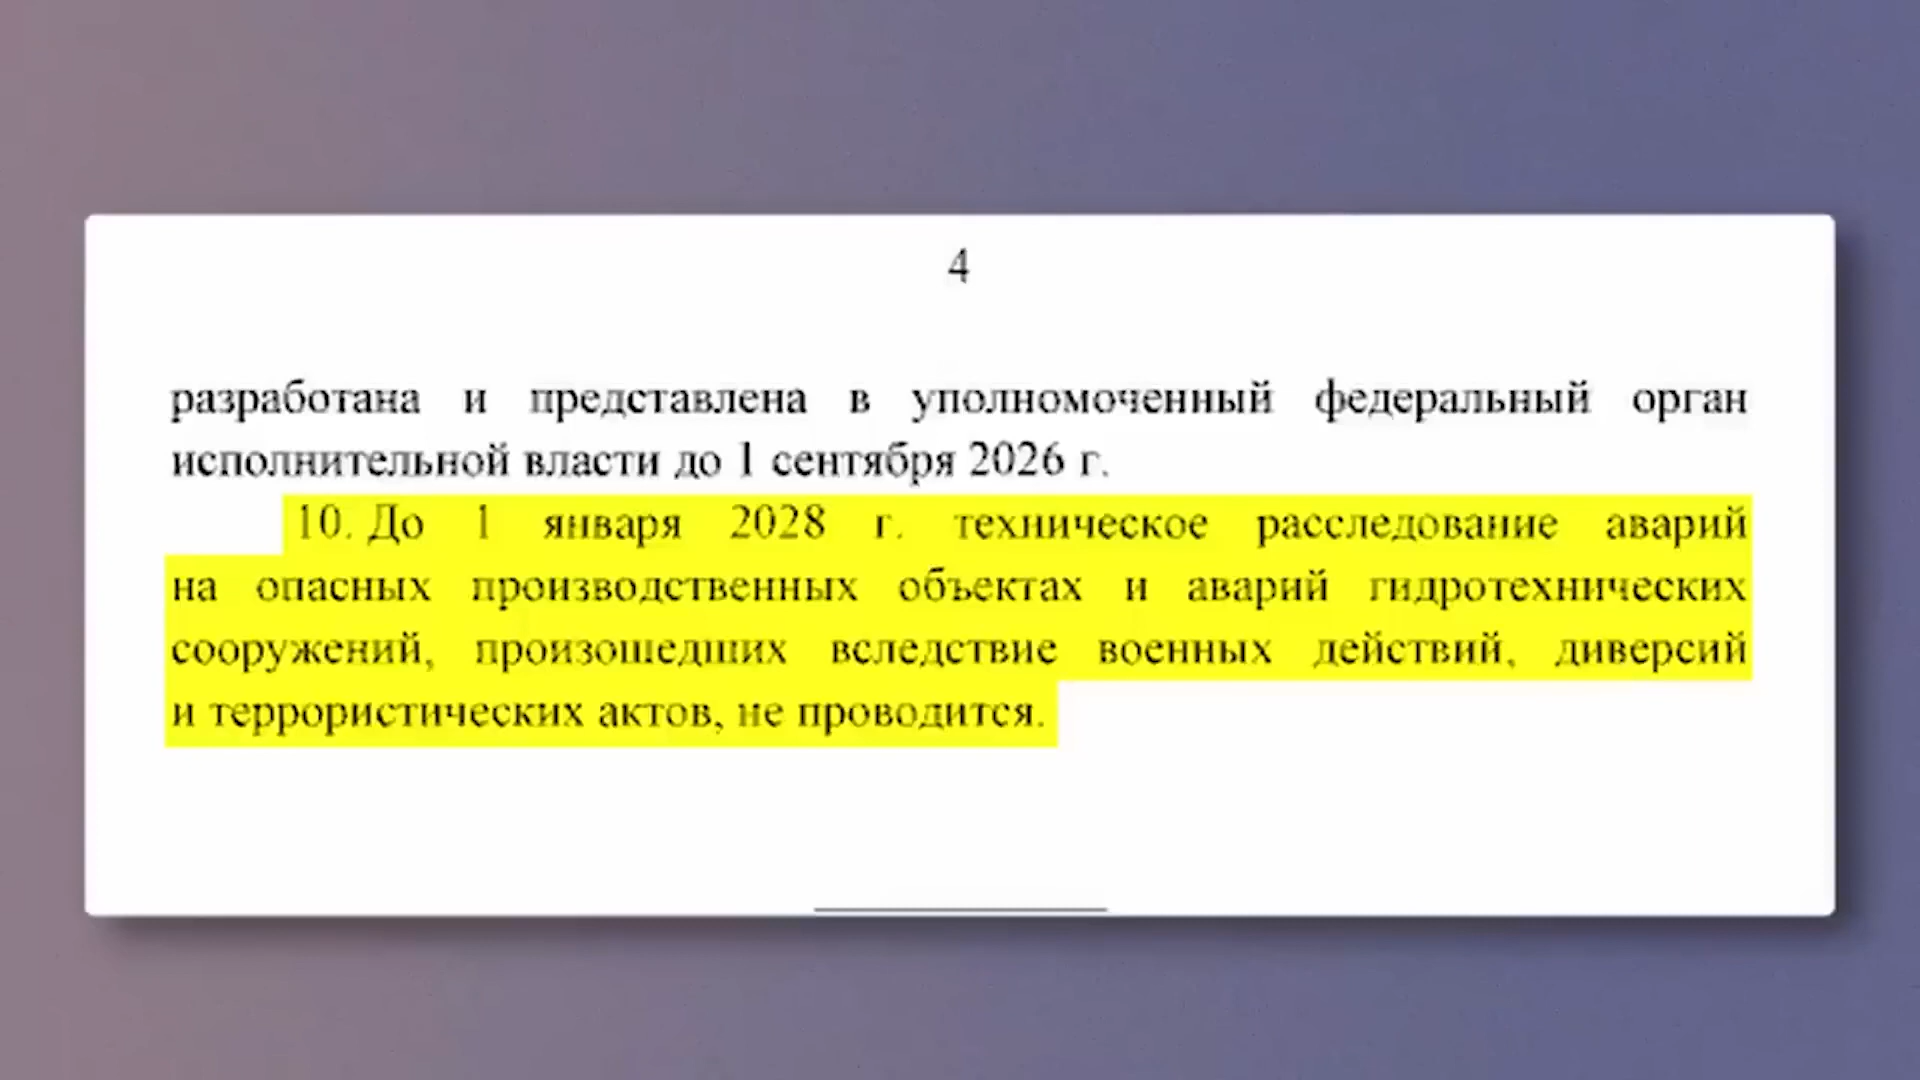 4
разработана и представлена в уполномоченный федеральный орган
исполнительной власти до 1 сентября 2026 г.
10. До 1 января 2028 г. техническое расследование аварий
на опасных производственных объектах и аварий гидротехнических
сооружений, произошедших вследствие военных действий, диверсий
и террористических актов, не проводится.